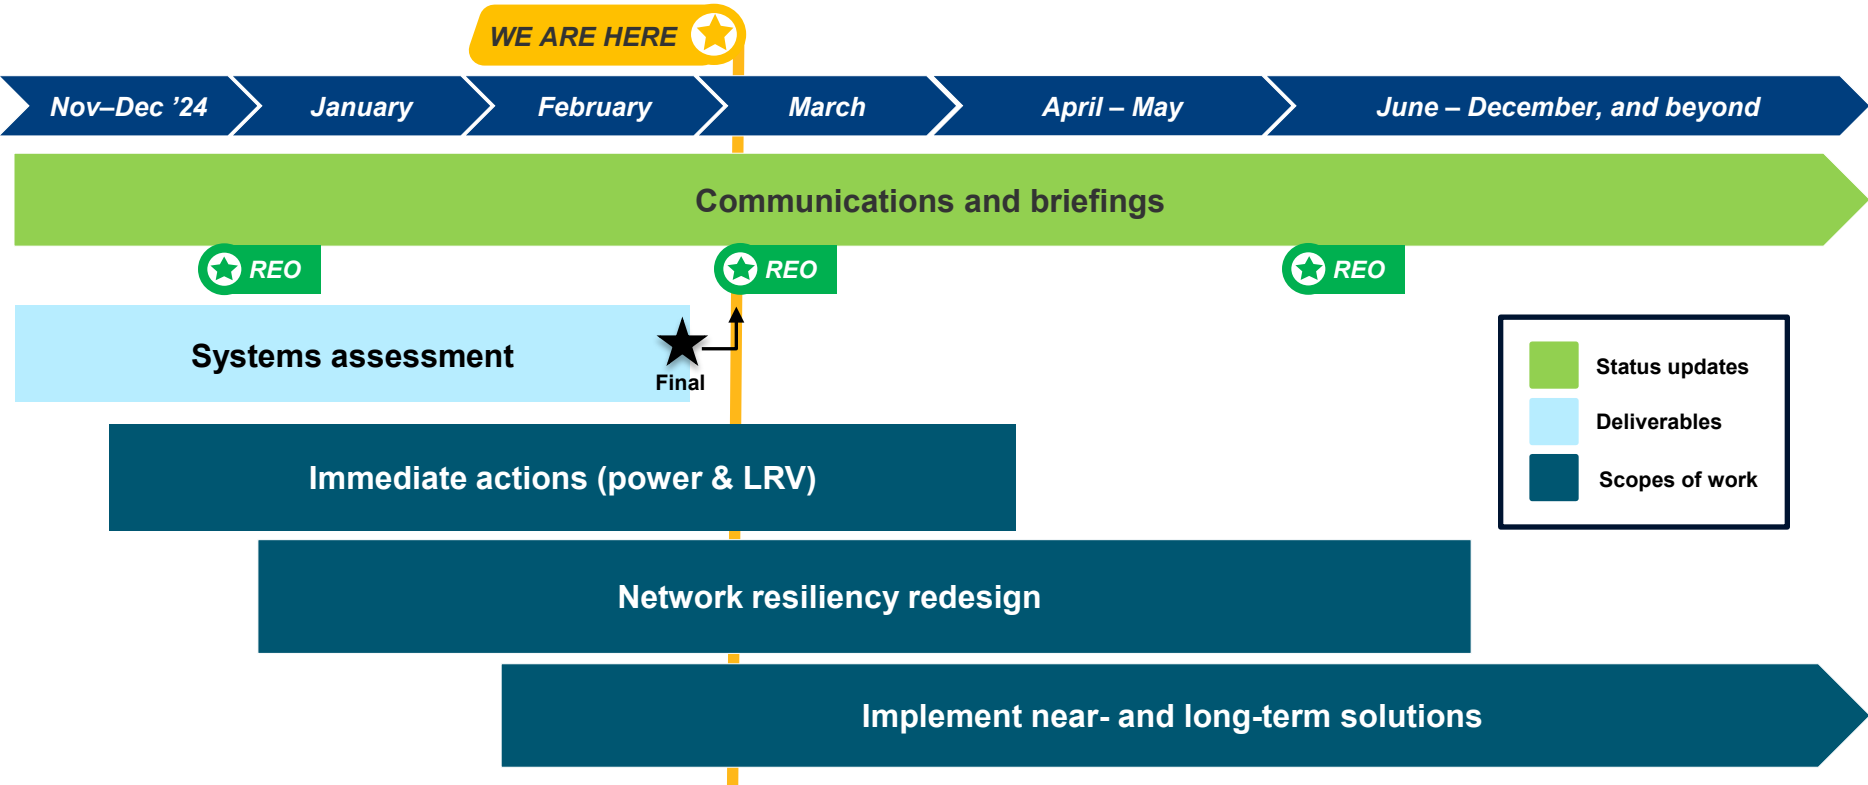 WE ARE HERE
Nov–Dec ’24
January
February
March
April – May
June – December, and beyond
Communications and briefings
REO
REO
REO
Systems assessment
Final
Status updates
Deliverables
Scopes of work
Immediate actions (power & LRV)
Network resiliency redesign
Implement near- and long-term solutions